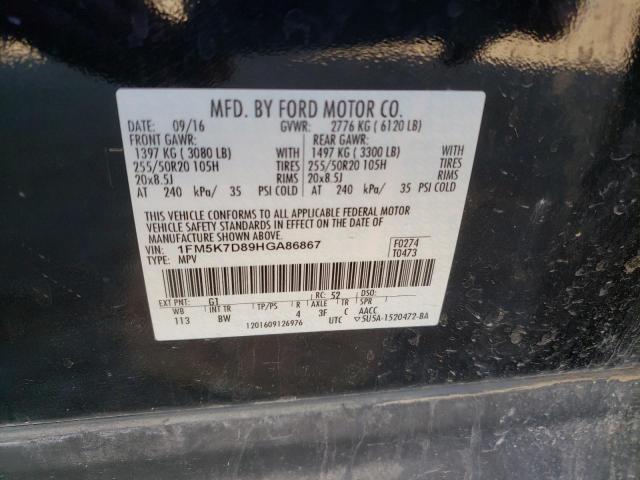 MFD. BY FORD MOTOR CO.
DATE: 09/16 GVWR: 2776 KG (6120 LB)
FRONT GAWR: REAR GAWR:
1397 KG (3080 LB) WITH 1497 KG (3300 LB) WITH
255/50R20 105H TIRES 255/50R20 105H TIRES
20x8.5J RIMS 20x8.5J RIMS
AT 240 kPa/ 35 PSI COLD AT 240 kPa/ 35 PSI COLD
THIS VEHICLE CONFORMS TO ALL APPLICABLE FEDERAL MOTOR
VEHICLE SAFETY STANDARDS IN EFFECT ON THE DATE OF
MANUFACTURE SHOWN ABOVE.
VIN: 1FM5K7D89HGA86867 F0274
TYPE: MPV T0473
EXT PNT: G1 RC: 52
WB INT TR TP/PS R AXLE TR SPR
113 BW 4 3F C AACC
1201609126976 UTC ▽5U5A-1520472-BA